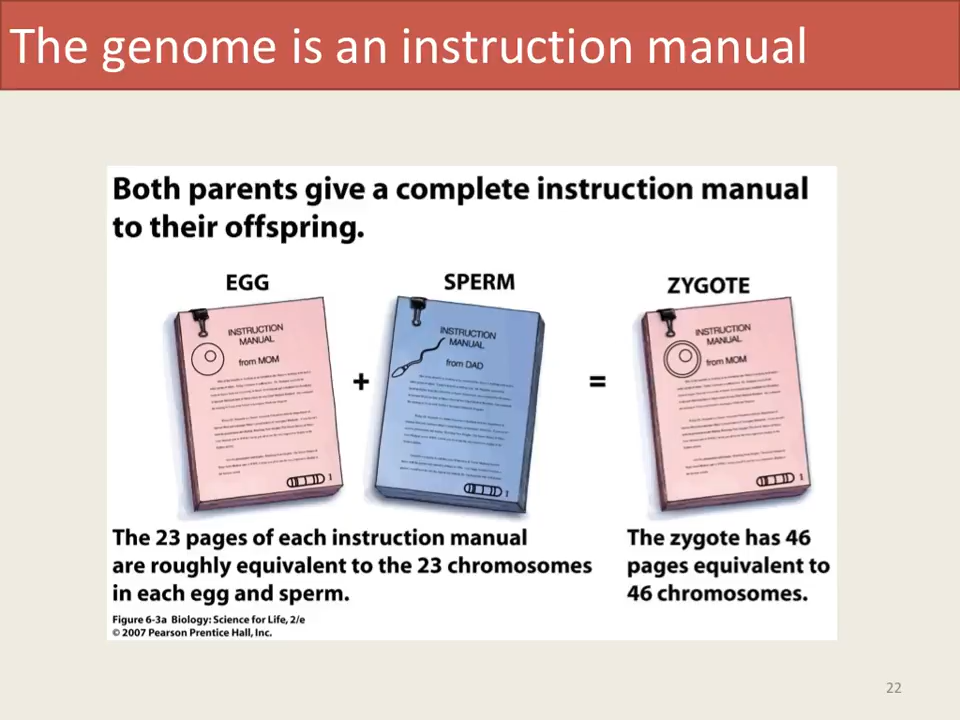 The genome is an instruction manual
Both parents give a complete instruction manual
to their offspring.
EGG
SPERM
ZYGOTE
INSTRUCTION
MANUAL
from MOM
1
INSTRUCTION
MANUAL
from DAD
1
INSTRUCTION
MANUAL
from MOM
1
+
=
The 23 pages of each instruction manual
are roughly equivalent to the 23 chromosomes
in each egg and sperm.
The zygote has 46
pages equivalent to
46 chromosomes.
Figure 6-3a Biology: Science for Life, 2/e
© 2007 Pearson Prentice Hall, Inc.
22